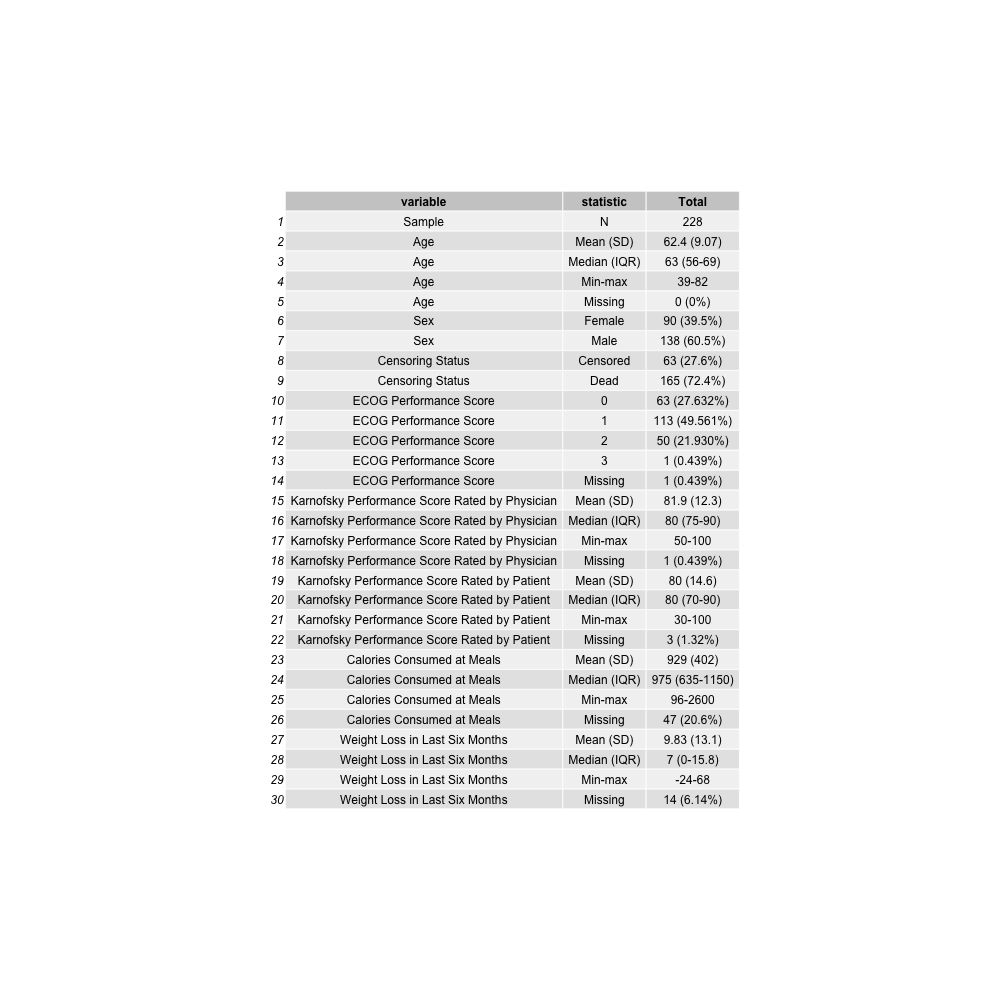 variable statistic Total
1 Sample N 228
2 Age Mean (SD) 62.4 (9.07)
3 Age Median (IQR) 63 (56-69)
4 Age Min-max 39-82
5 Age Missing 0 (0%)
6 Sex Female 90 (39.5%)
7 Sex Male 138 (60.5%)
8 Censoring Status Censored 63 (27.6%)
9 Censoring Status Dead 165 (72.4%)
10 ECOG Performance Score 0 63 (27.632%)
11 ECOG Performance Score 1 113 (49.561%)
12 ECOG Performance Score 2 50 (21.930%)
13 ECOG Performance Score 3 1 (0.439%)
14 ECOG Performance Score Missing 1 (0.439%)
15 Karnofsky Performance Score Rated by Physician Mean (SD) 81.9 (12.3)
16 Karnofsky Performance Score Rated by Physician Median (IQR) 80 (75-90)
17 Karnofsky Performance Score Rated by Physician Min-max 50-100
18 Karnofsky Performance Score Rated by Physician Missing 1 (0.439%)
19 Karnofsky Performance Score Rated by Patient Mean (SD) 80 (14.6)
20 Karnofsky Performance Score Rated by Patient Median (IQR) 80 (70-90)
21 Karnofsky Performance Score Rated by Patient Min-max 30-100
22 Karnofsky Performance Score Rated by Patient Missing 3 (1.32%)
23 Calories Consumed at Meals Mean (SD) 929 (402)
24 Calories Consumed at Meals Median (IQR) 975 (635-1150)
25 Calories Consumed at Meals Min-max 96-2600
26 Calories Consumed at Meals Missing 47 (20.6%)
27 Weight Loss in Last Six Months Mean (SD) 9.83 (13.1)
28 Weight Loss in Last Six Months Median (IQR) 7 (0-15.8)
29 Weight Loss in Last Six Months Min-max -24-68
30 Weight Loss in Last Six Months Missing 14 (6.14%)